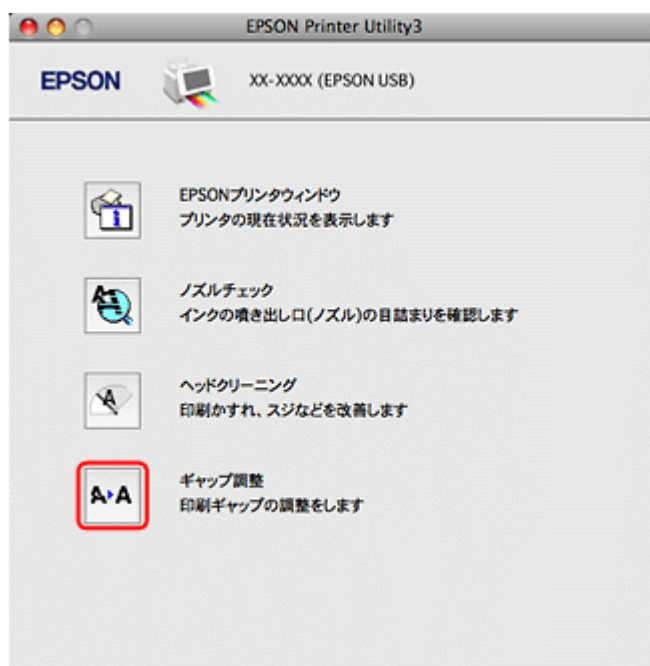 EPSON Printer Utility3
EPSON
XX-XXXX (EPSON USB)
EPSONプリンタウィンドウ
プリンタの現在状況を表示します
ノズルチェック
インクの噴き出し口(ノズル)の目詰まりを確認します
ヘッドクリーニング
印刷かすれ、スジなどを改善します
A▸A
ギャップ調整
印刷ギャップの調整をします